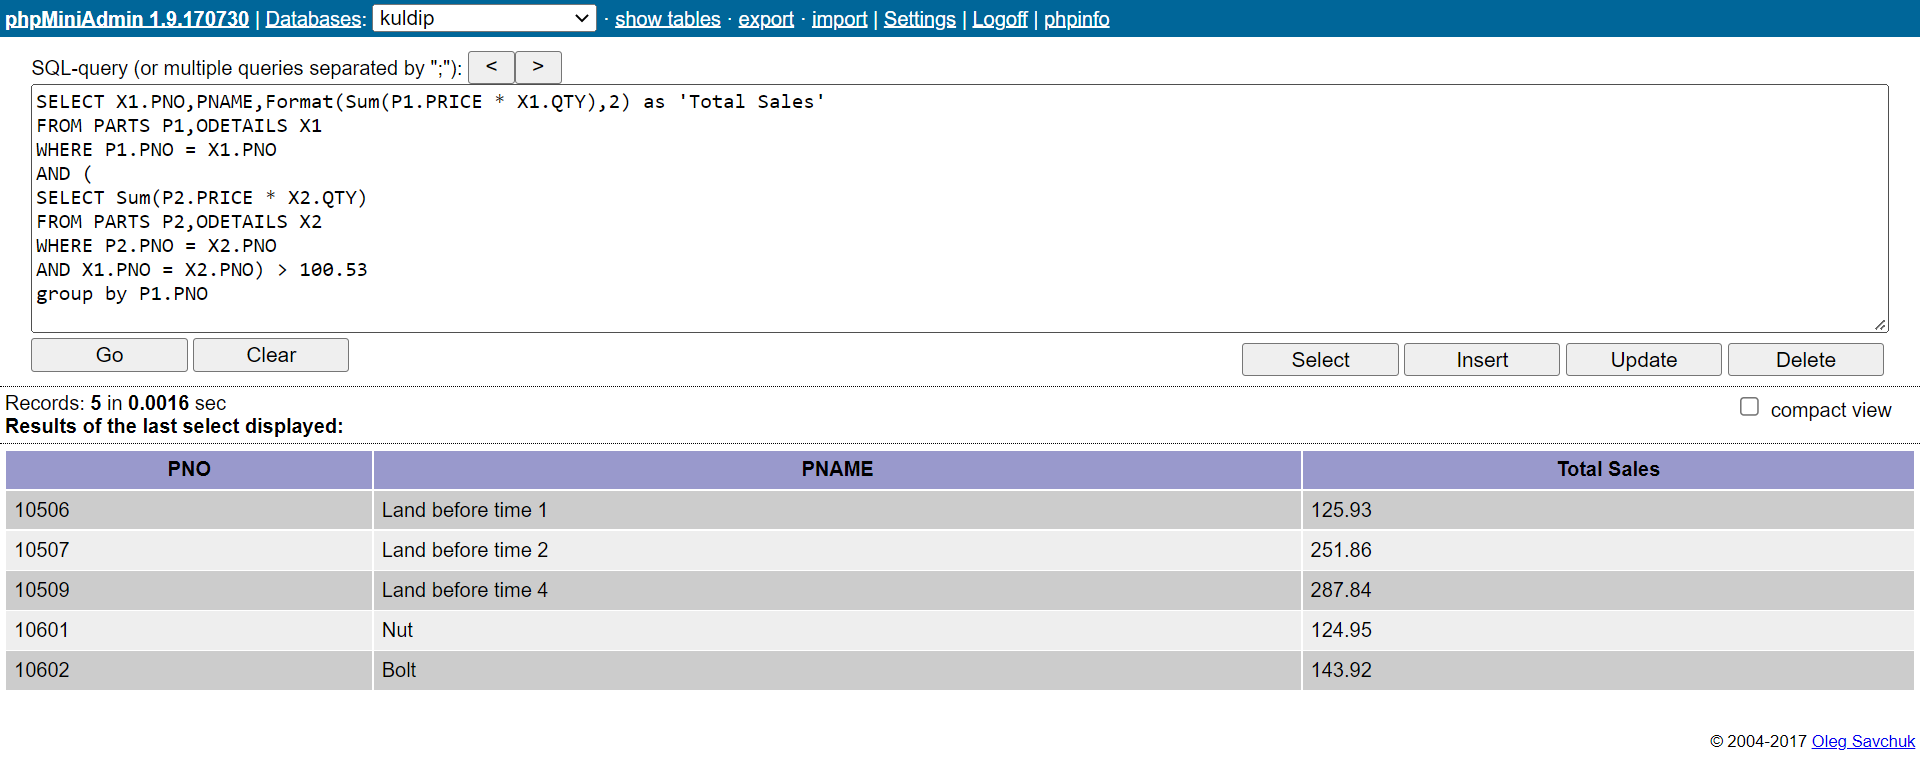 phpMiniAdmin 1.9.170730 | Databases: kuldip · show tables · export · import | Settings | Logoff | phpinfo
SQL-query (or multiple queries separated by ";"): < >
SELECT X1.PNO,PNAME,Format(Sum(P1.PRICE * X1.QTY),2) as 'Total Sales'
FROM PARTS P1,ODETAILS X1
WHERE P1.PNO = X1.PNO
AND (
SELECT Sum(P2.PRICE * X2.QTY)
FROM PARTS P2,ODETAILS X2
WHERE P2.PNO = X2.PNO
AND X1.PNO = X2.PNO) > 100.53
group by P1.PNO
Go Clear Select Insert Update Delete
Records: 5 in 0.0016 sec compact view
Results of the last select displayed:
PNO PNAME Total Sales
10506 Land before time 1 125.93
10507 Land before time 2 251.86
10509 Land before time 4 287.84
10601 Nut 124.95
10602 Bolt 143.92
© 2004-2017 Oleg Savchuk